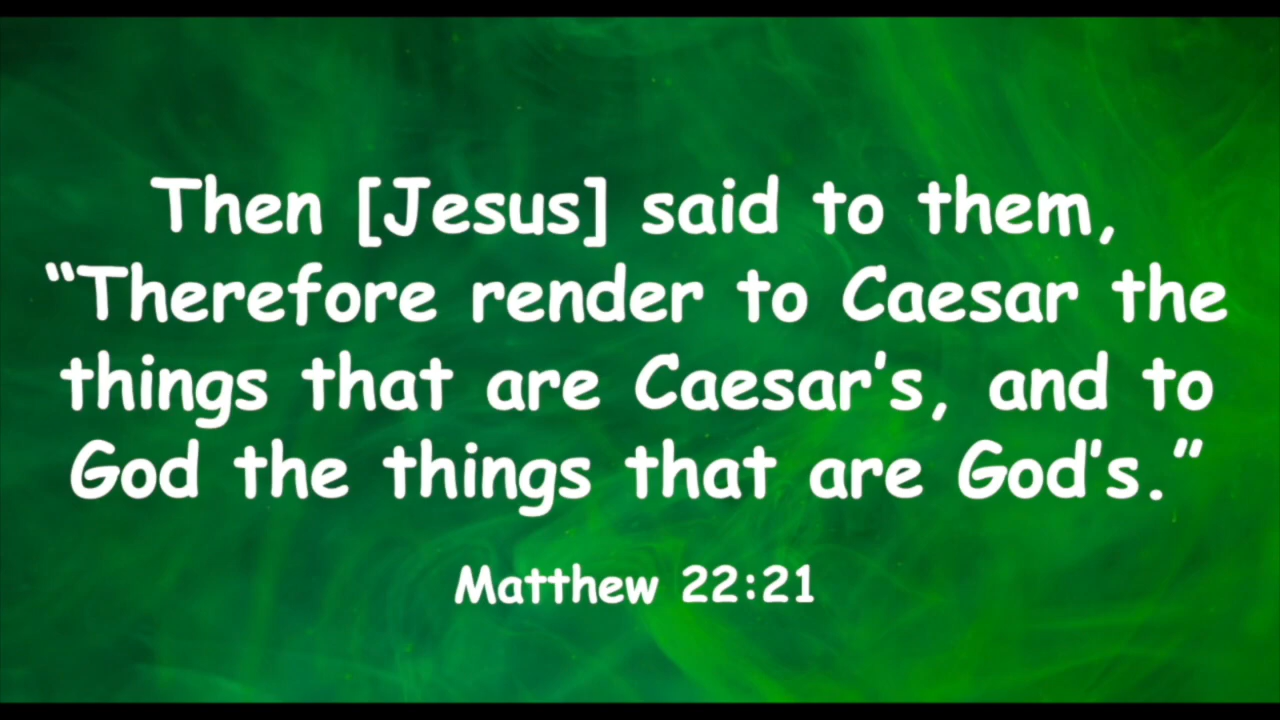 Then [Jesus] said to them,
“Therefore render to Caesar the
things that are Caesar’s, and to
God the things that are God’s.”
Matthew 22:21